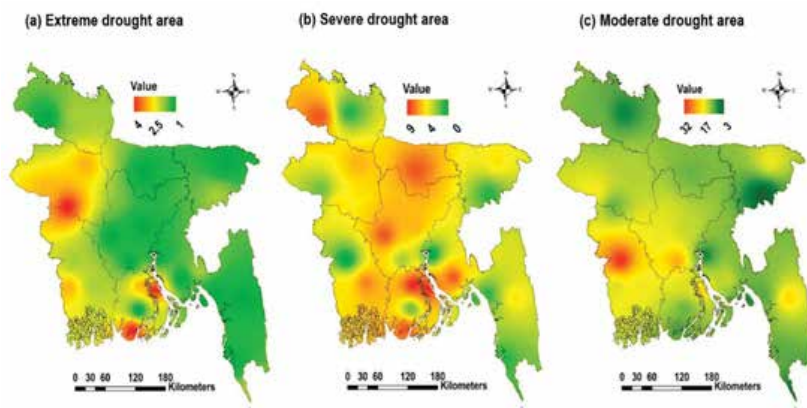 (a) Extreme drought area
(b) Severe drought area
(c) Moderate drought area
Value
4 2.5 1
Value
9 4 0
Value
32 17 3
N
W E
S
N
W E
S
N
W E
S
0 30 60 120 180
Kilometers
0 30 60 120 180
Kilometers
0 30 60 120 180
Kilometers